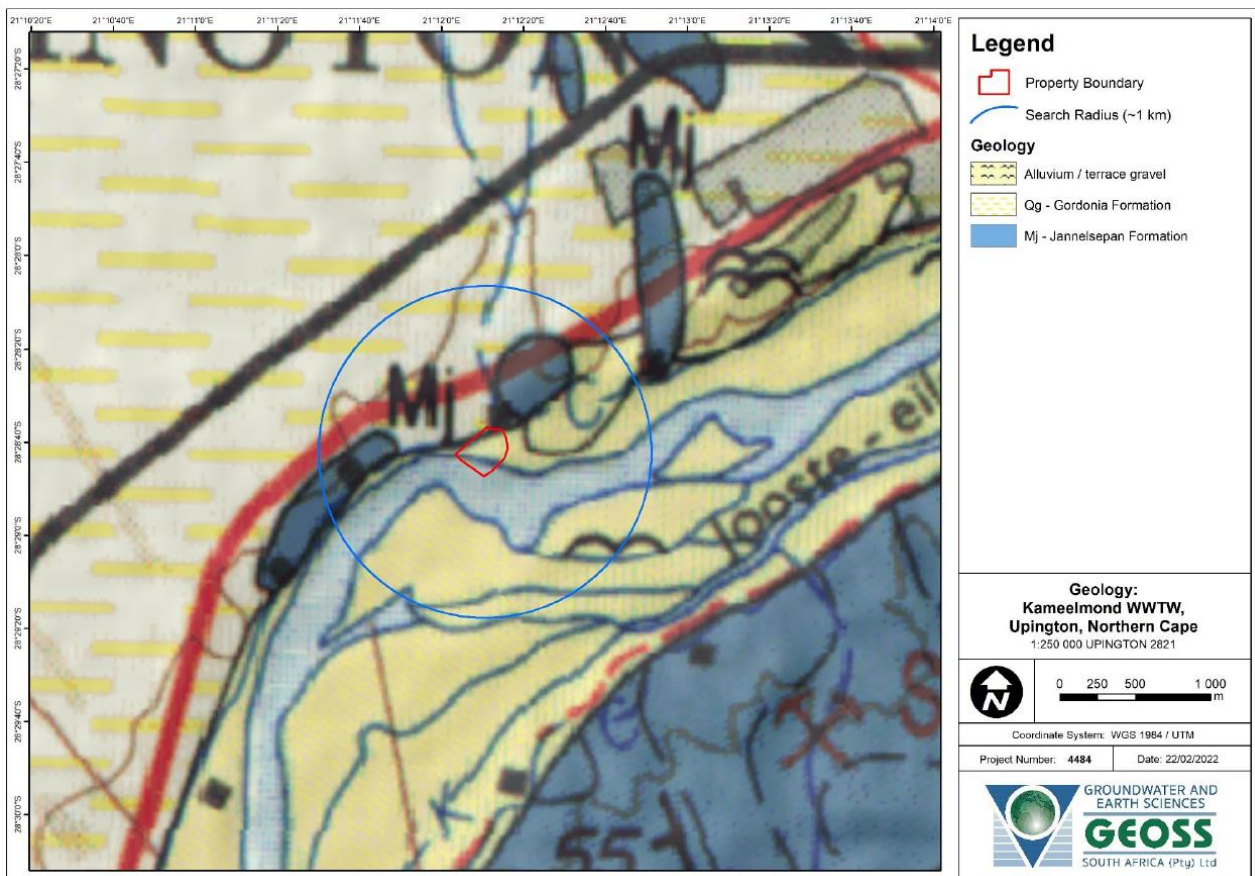 21°10'20"E 21°10'40"E 21°11'0"E 21°11'20"E 21°11'40"E 21°12'0"E 21°12'20"E 21°12'40"E 21°13'0"E 21°13'20"E 21°13'40"E 21°14'0"E
28°27'20"S
28°27'40"S
28°28'0"S
28°28'20"S
28°28'40"S
28°29'0"S
28°29'20"S
28°29'40"S
28°30'0"S
Mj
Mj
looste - eil
557
Legend
Property Boundary
Search Radius (~1 km)
Geology
Alluvium / terrace gravel
Qg - Gordonia Formation
Mj - Jannelsepan Formation
Geology:
Kameelmond WWTW,
Upington, Northern Cape
1:250 000 UPINGTON 2821
N
0 250 500 1 000
m
Coordinate System: WGS 1984 / UTM
Project Number: 4484
Date: 22/02/2022
GROUNDWATER AND
EARTH SCIENCES
GEOSS
SOUTH AFRICA (Pty) Ltd